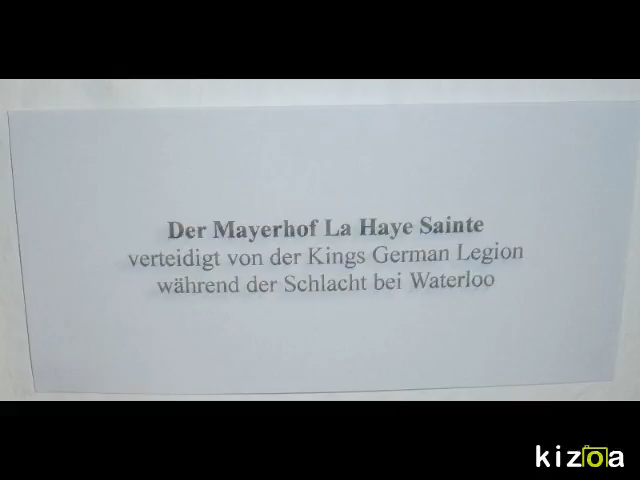 Der Mayerhof La Haye Sainte
verteidigt von der Kings German Legion
während der Schlacht bei Waterloo
kizoa